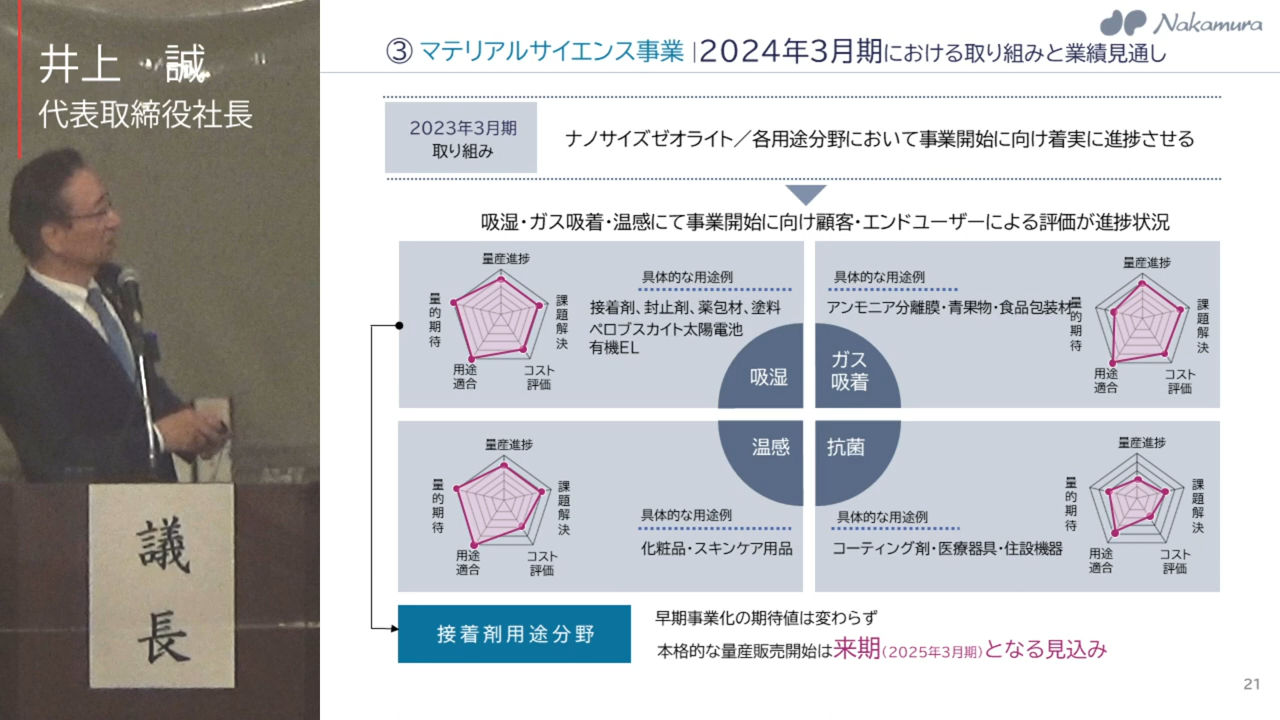 井上 誠
代表取締役社長
議
長
Nakamura
③ マテリアルサイエンス事業 | 2024年3月期における取り組みと業績見通し
2023年3月期
取り組み
ナノサイズゼオライト／各用途分野において事業開始に向け着実に進捗させる
吸湿・ガス吸着・温感にて事業開始に向け顧客・エンドユーザーによる評価が進捗状況
量産進捗
課題解決
コスト
評価
用途
適合
量的期待
具体的な用途例
接着剤、封止剤、薬包材、塗料
ペロブスカイト太陽電池
有機EL
吸湿
具体的な用途例
アンモニア分離膜・青果物・食品包装材
ガス
吸着
量産進捗
課題解決
コスト
評価
用途
適合
量的期待
量産進捗
課題解決
コスト
評価
用途
適合
量的期待
温感
具体的な用途例
化粧品・スキンケア用品
抗菌
具体的な用途例
コーティング剤・医療器具・住設機器
量産進捗
課題解決
コスト
評価
用途
適合
量的期待
接着剤用途分野
早期事業化の期待値は変わらず
本格的な量産販売開始は来期(2025年3月期)となる見込み
21